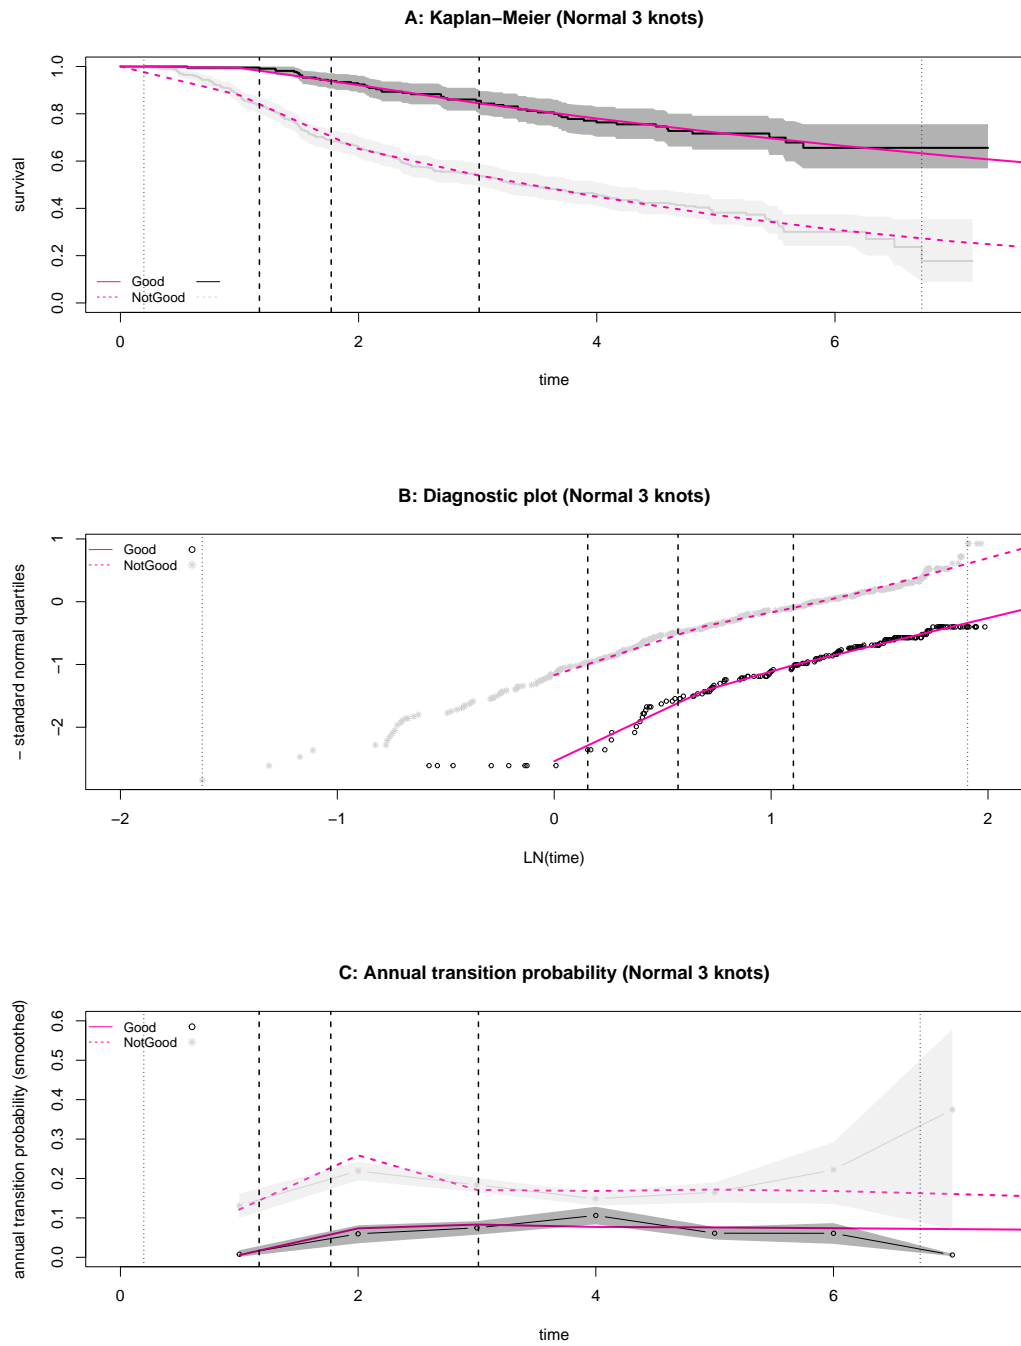 A: Kaplan−Meier (Normal 3 knots)
survival
1.0
0.8
0.6
0.4
0.2
0.0
Good
NotGood
0 2 4 6
time
B: Diagnostic plot (Normal 3 knots)
− standard normal quartiles
1
0
−1
−2
Good
NotGood
−2 −1 0 1 2
LN(time)
C: Annual transition probability (Normal 3 knots)
annual transition probability (smoothed)
0.6
0.5
0.4
0.3
0.2
0.1
0.0
Good
NotGood
0 2 4 6
time